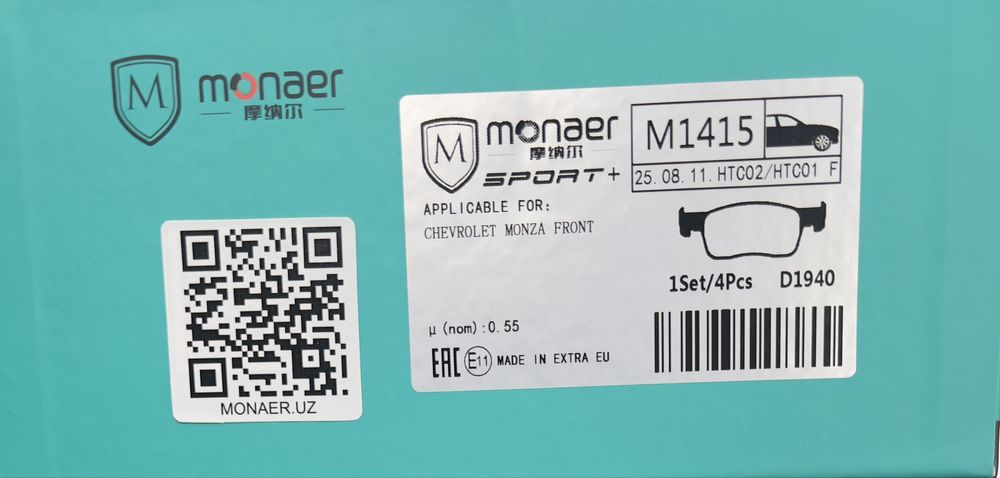 M
monaer
摩纳尔
MONAER.UZ
M
monaer
摩纳尔
SPORT+
M1415
25.08.11.HTC02/HTC01 F
APPLICABLE FOR:
CHEVROLET MONZA FRONT
1Set/4Pcs D1940
μ(nom):0.55
EAC E11 MADE IN EXTRA EU